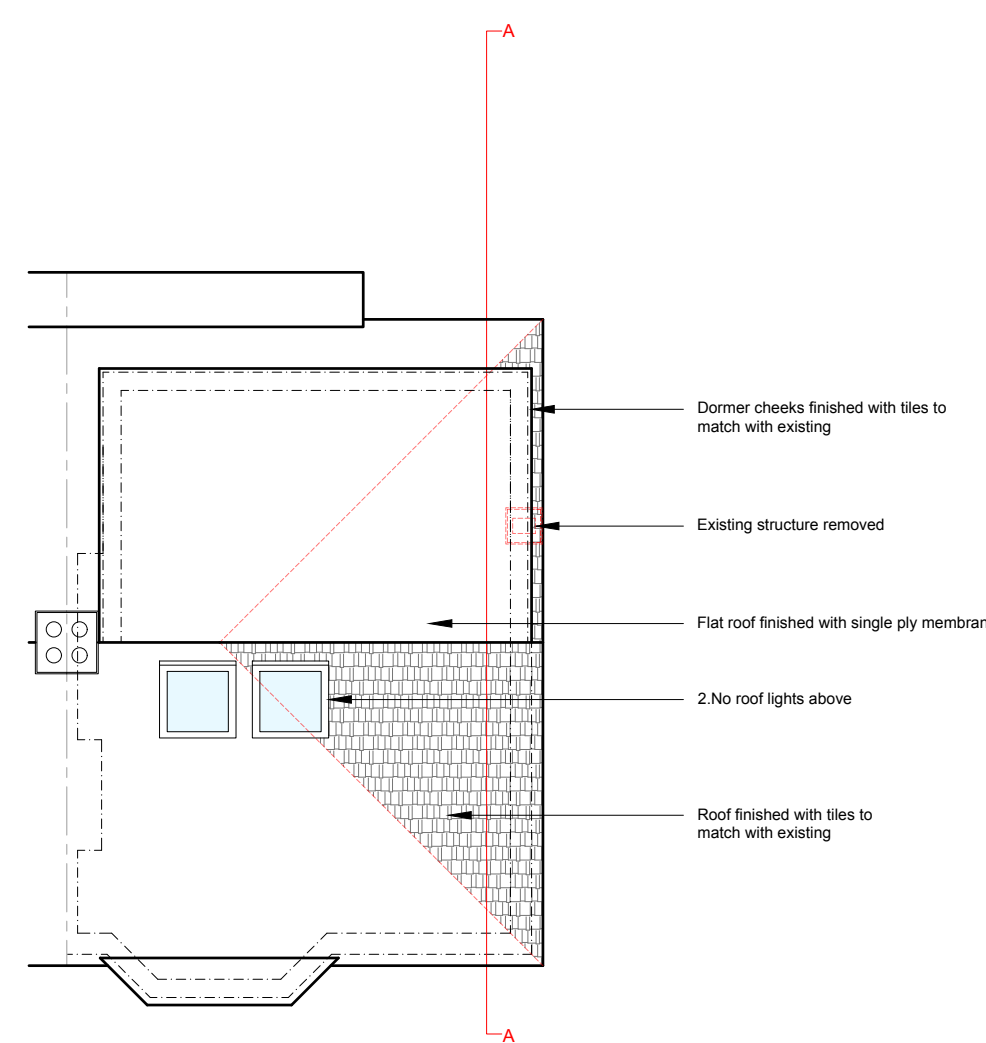 A
Dormer cheeks finished with tiles to
match with existing
Existing structure removed
Flat roof finished with single ply membran
2.No roof lights above
Roof finished with tiles to
match with existing
A